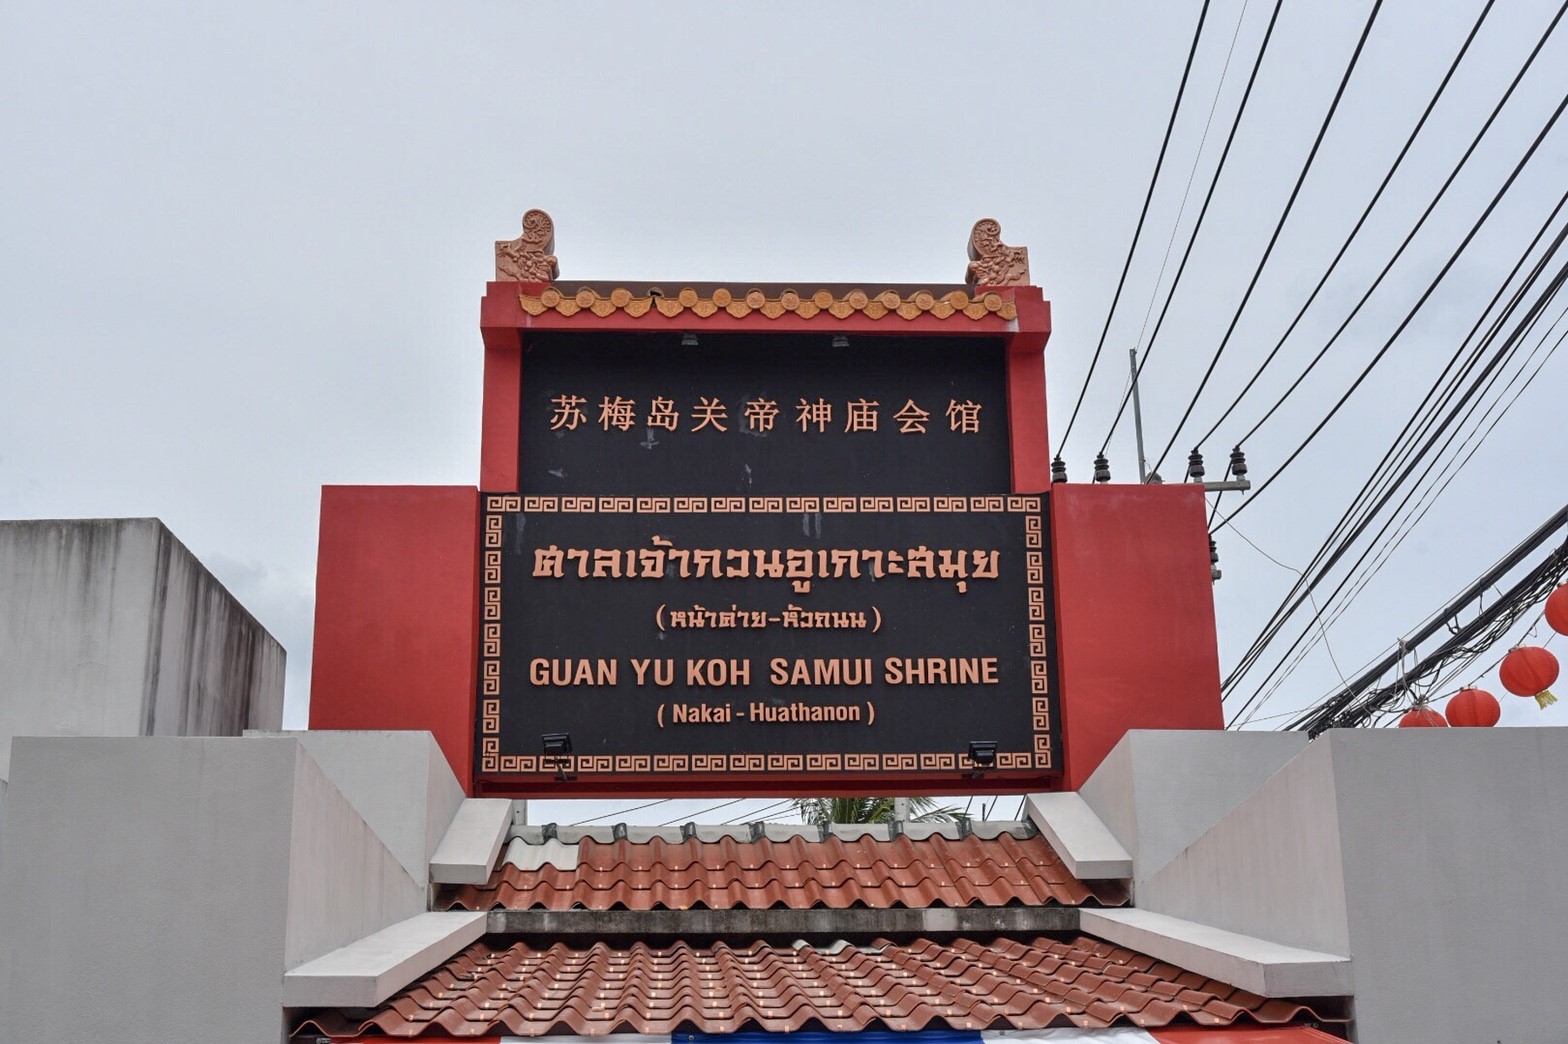 苏梅岛关帝神庙会馆
ศาลเจ้ากวนอูเกาะสมุย
(หน้าค่าย-หัวถนน)
GUAN YU KOH SAMUI SHRINE
(Nakai-Huathanon)